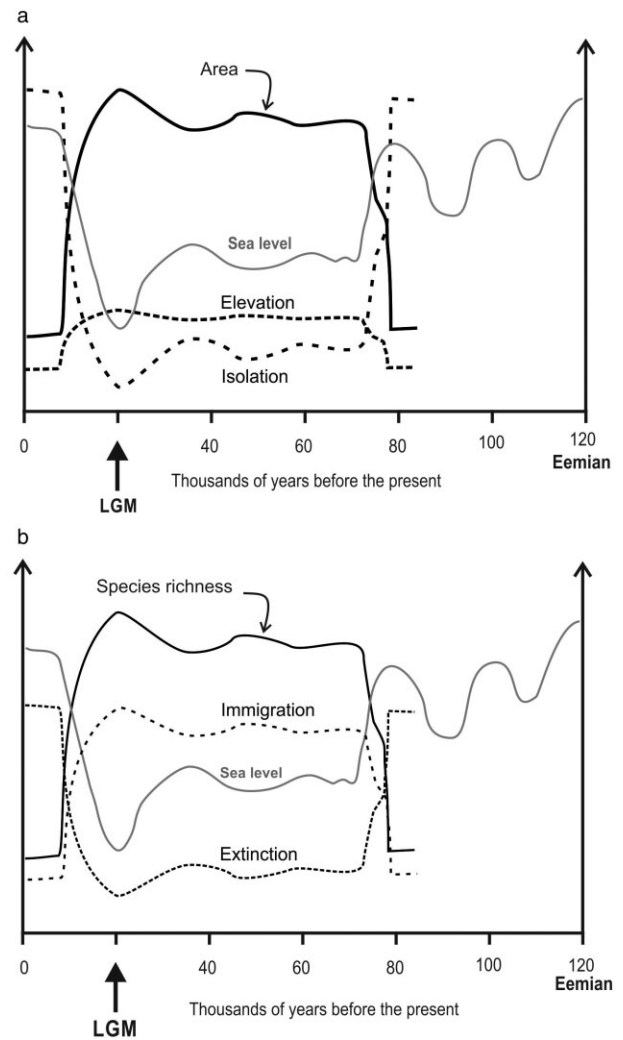 a
Area
Sea level
Elevation
Isolation
0 20 40 60 80 100 120
Eemian
Thousands of years before the present
LGM
b
Species richness
Immigration
Sea level
Extinction
0 20 40 60 80 100 120
Eemian
Thousands of years before the present
LGM